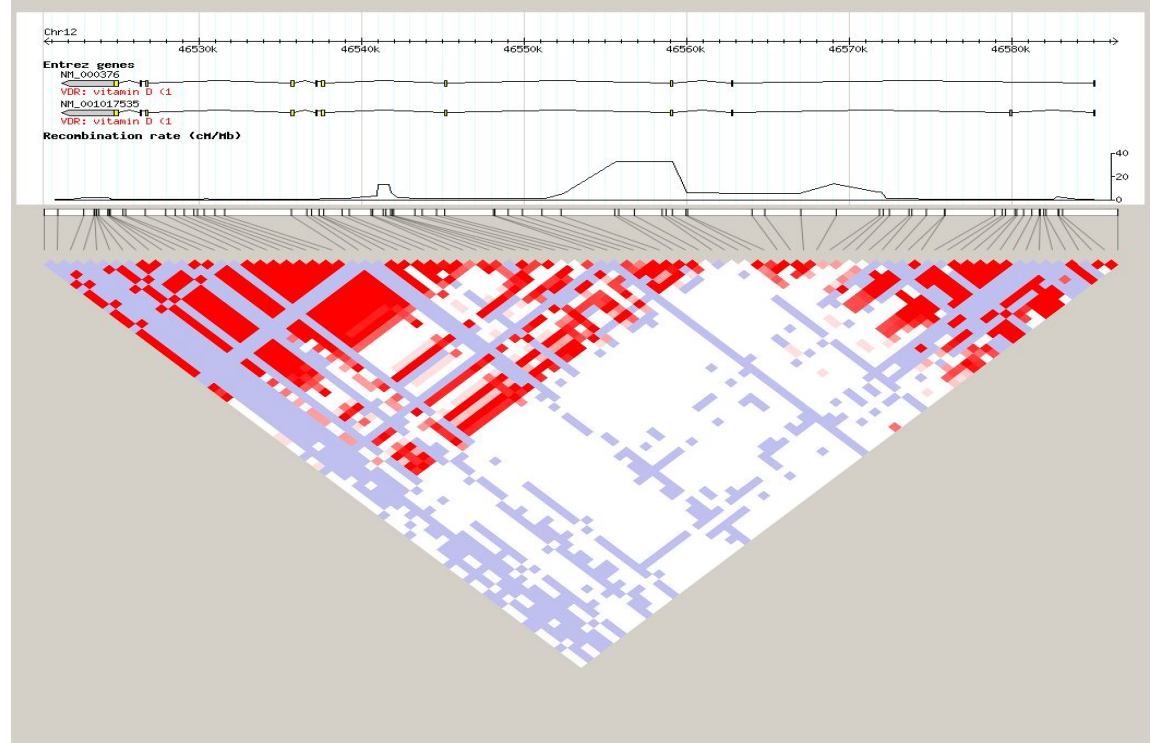 Chr12
46530k 46540k 46550k 46560k 46570k 46580k
Entrez genes
NM_000376
VDR: vitamin D (1
NM_001017535
VDR: vitamin D (1
Recombination rate (cM/Mb)
40
20
0